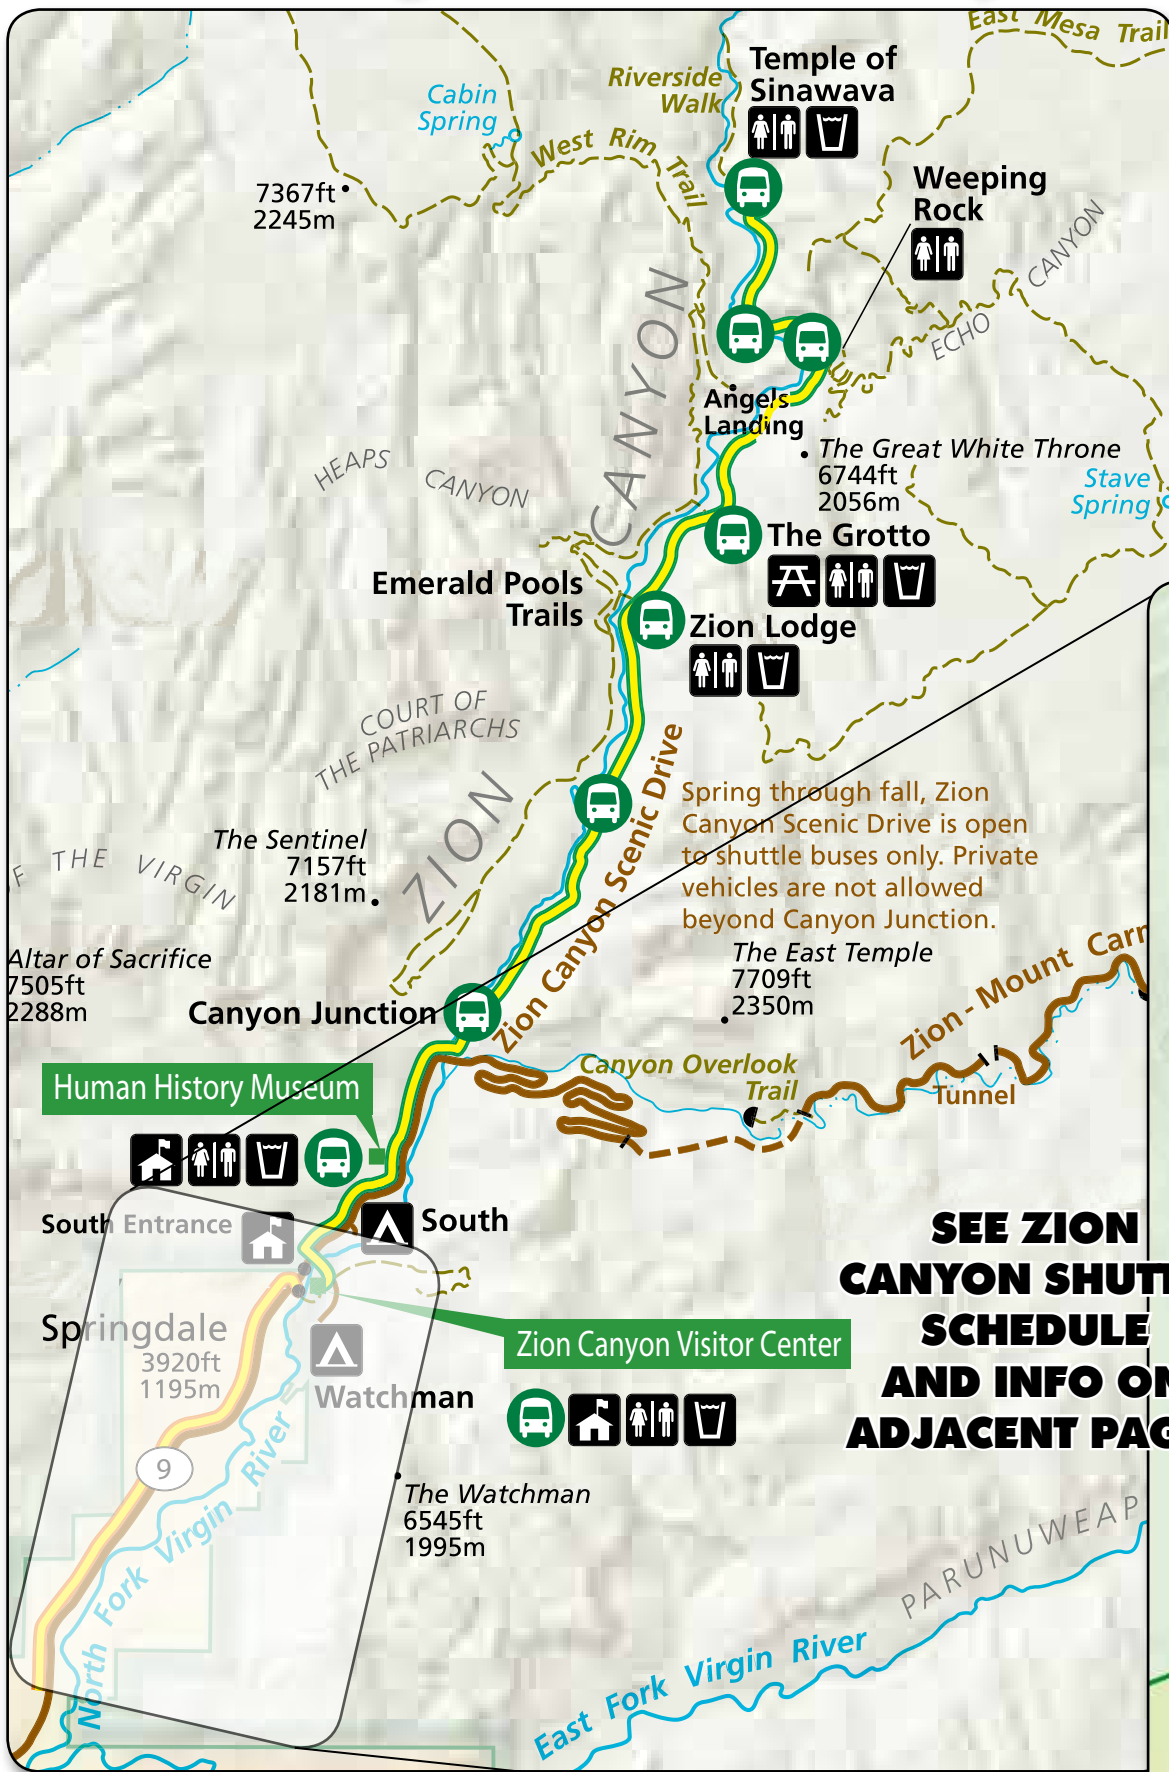 East Mesa Trail
Temple of
Sinawava
Riverside
Walk
Cabin
Spring
West Rim Trail
Weeping
Rock
7367ft
2245m
ECHO CANYON
Angels
Landing
The Great White Throne
6744ft
2056m
Stave
Spring
HEAPS CANYON
The Grotto
Emerald Pools
Trails
Zion Lodge
COURT OF
THE PATRIARCHS
ZION CANYON
Zion Canyon Scenic Drive
Spring through fall, Zion
Canyon Scenic Drive is open
to shuttle buses only. Private
vehicles are not allowed
beyond Canyon Junction.
The Sentinel
7157ft
2181m
OF THE VIRGIN
Altar of Sacrifice
7505ft
2288m
The East Temple
7709ft
2350m
Canyon Junction
Zion - Mount Carm
Canyon Overlook
Trail
Tunnel
Human History Museum
South Entrance
South
SEE ZION
CANYON SHUTT
SCHEDULE
AND INFO ON
ADJACENT PAG
Springdale
3920ft
1195m
Zion Canyon Visitor Center
Watchman
9
The Watchman
6545ft
1995m
North Fork Virgin River
PARUNUWEAP
East Fork Virgin River